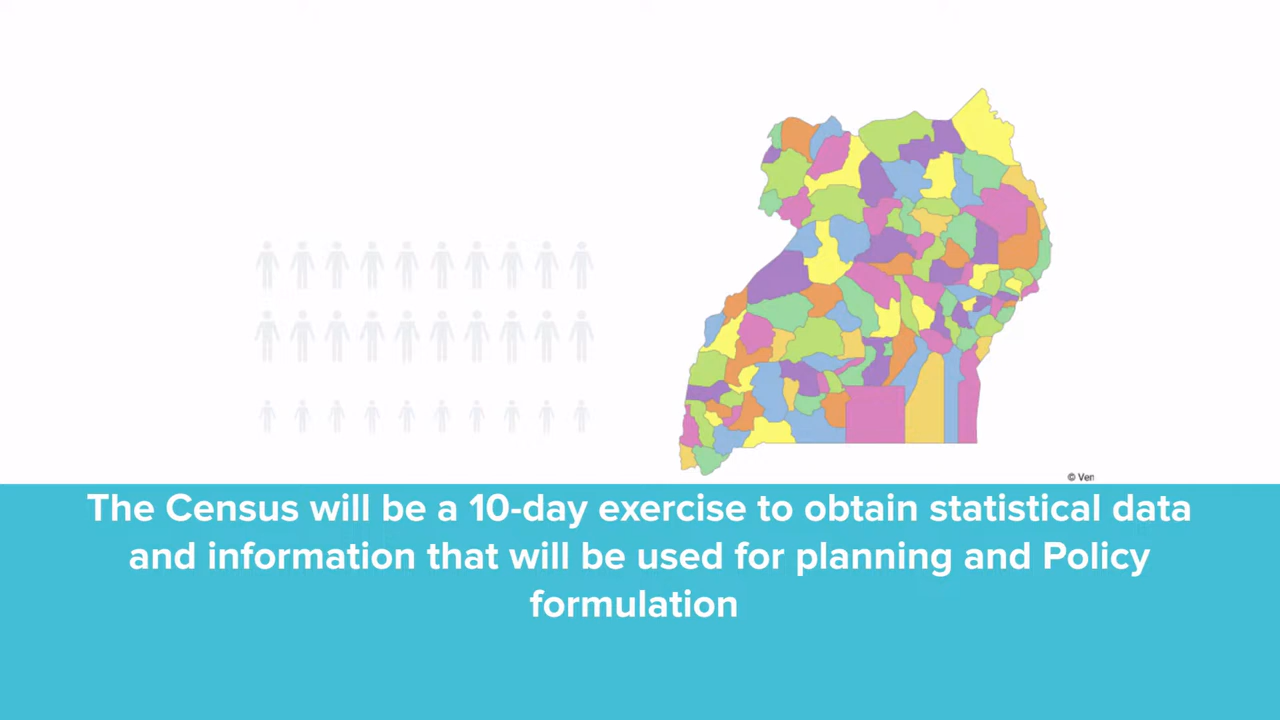 © Ven
The Census will be a 10-day exercise to obtain statistical data
and information that will be used for planning and Policy
formulation